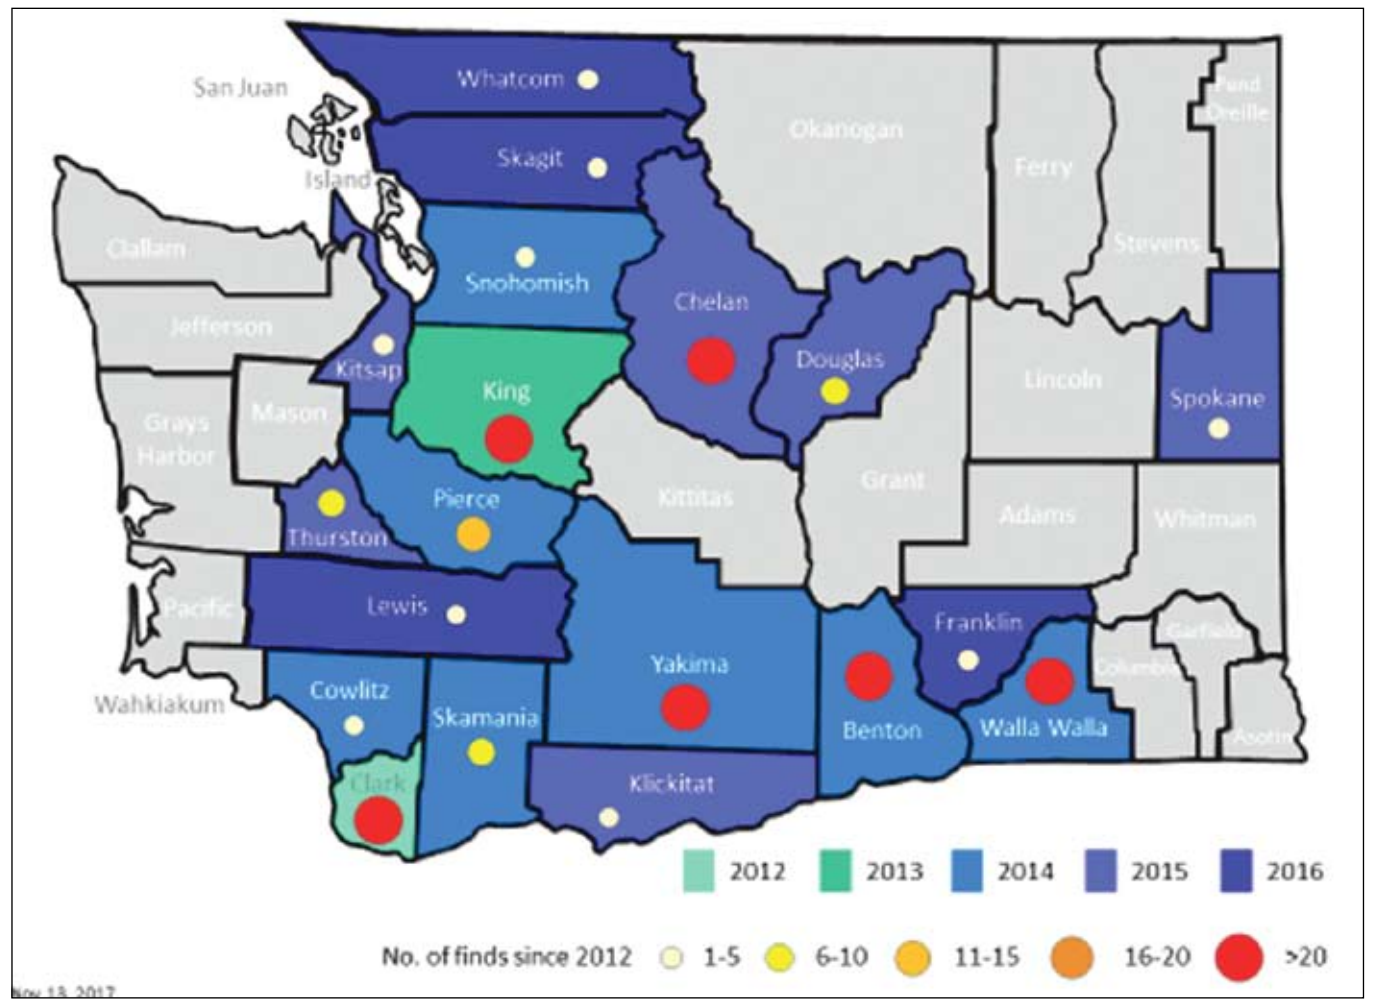 Whatcom
San Juan
Okanogan
Pend
Oreille
Skagit
Ferry
Island
Stevens
Clallam
Snohomish
Chelan
Jefferson
Kitsap
Douglas
Lincoln
King
Spokane
Mason
Grays
Harbor
Pierce
Kittitas
Grant
Adams
Whitman
Thurston
Lewis
Pacific
Franklin
Garfield
Yakima
Columbia
Cowlitz
Wahkiakum
Skamania
Benton
Walla Walla
Asotin
Clark
Klickitat
2012 2013 2014 2015 2016
No. of finds since 2012 1-5 6-10 11-15 16-20 >20
Nov 13, 2017